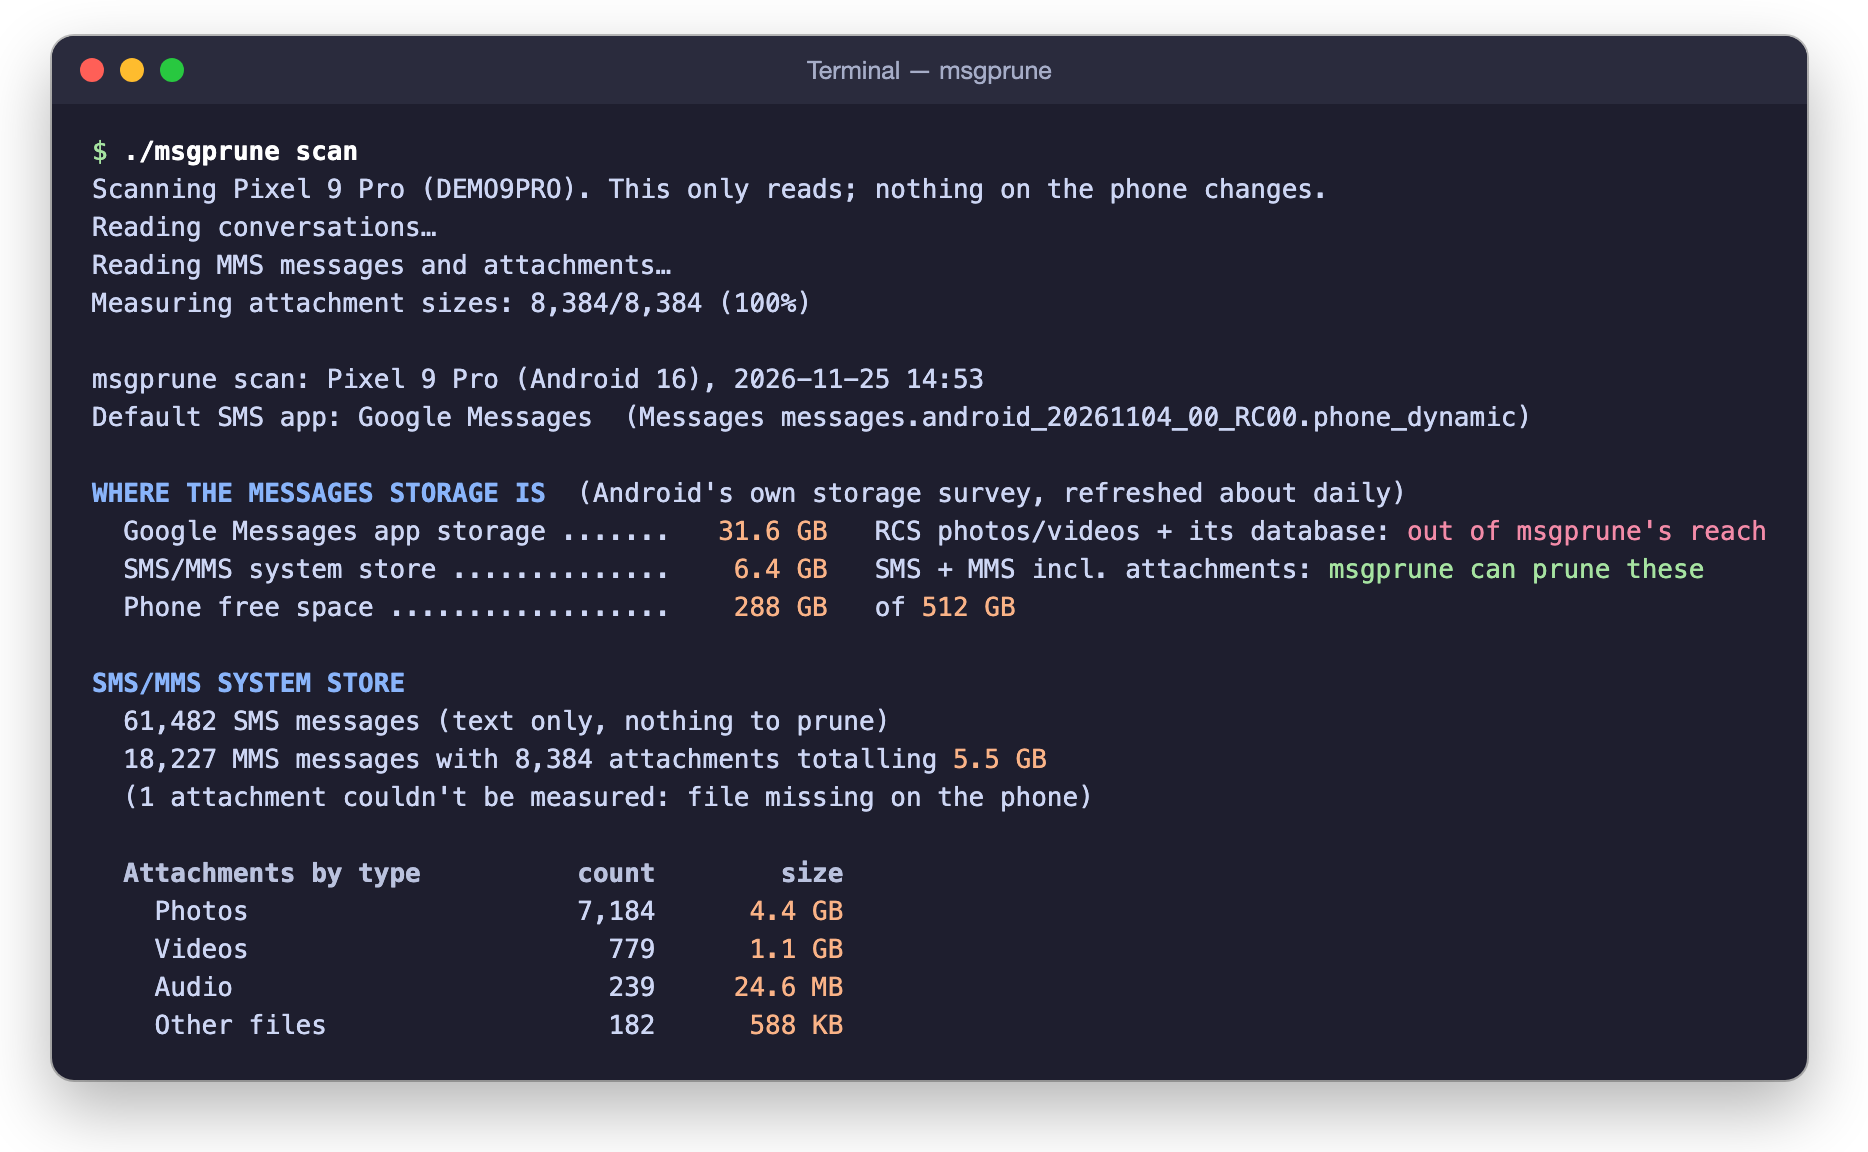 Terminal — msgprune
$ ./msgprune scan
Scanning Pixel 9 Pro (DEMO9PRO). This only reads; nothing on the phone changes.
Reading conversations…
Reading MMS messages and attachments…
Measuring attachment sizes: 8,384/8,384 (100%)
msgprune scan: Pixel 9 Pro (Android 16), 2026-11-25 14:53
Default SMS app: Google Messages  (Messages messages.android_20261104_00_RC00.phone_dynamic)
WHERE THE MESSAGES STORAGE IS  (Android's own storage survey, refreshed about daily)
Google Messages app storage .......   31.6 GB   RCS photos/videos + its database: out of msgprune's reach
SMS/MMS system store ..............    6.4 GB   SMS + MMS incl. attachments: msgprune can prune these
Phone free space ..................    288 GB   of 512 GB
SMS/MMS SYSTEM STORE
61,482 SMS messages (text only, nothing to prune)
18,227 MMS messages with 8,384 attachments totalling 5.5 GB
(1 attachment couldn't be measured: file missing on the phone)
Attachments by type          count        size
Photos                     7,184      4.4 GB
Videos                       779      1.1 GB
Audio                        239     24.6 MB
Other files                  182      588 KB